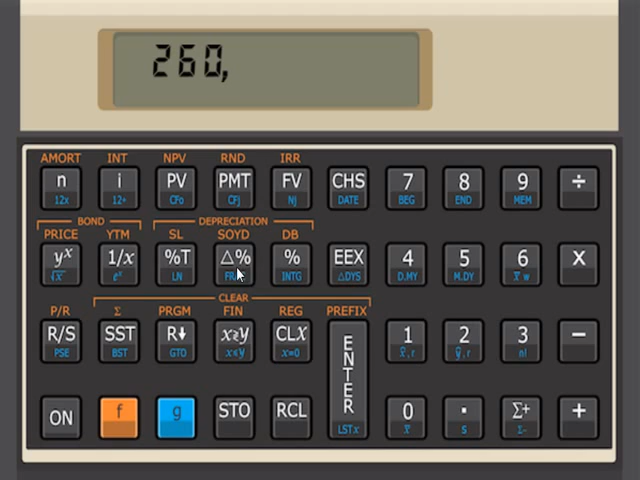 260,
AMORT INT NPV RND IRR
n i PV PMT FV CHS 7 8 9 ÷
12x 12÷ CFo CFj Nj DATE BEG END MEM
BOND DEPRECIATION
PRICE YTM SL SOYD DB
yˣ 1/x %T △% % EEX 4 5 6 X
√x eˣ LN FRA INTG △DYS D.MY M.DY x̄ w
CLEAR
P/R Σ PRGM FIN REG PREFIX
R/S SST R↓ x≷y CLX ENTER 1 2 3 −
PSE BST GTO x≤y x=0 x̂,r ŷ,r n!
ON f g STO RCL 0 · Σ+ +
LSTx x̄ s Σ-